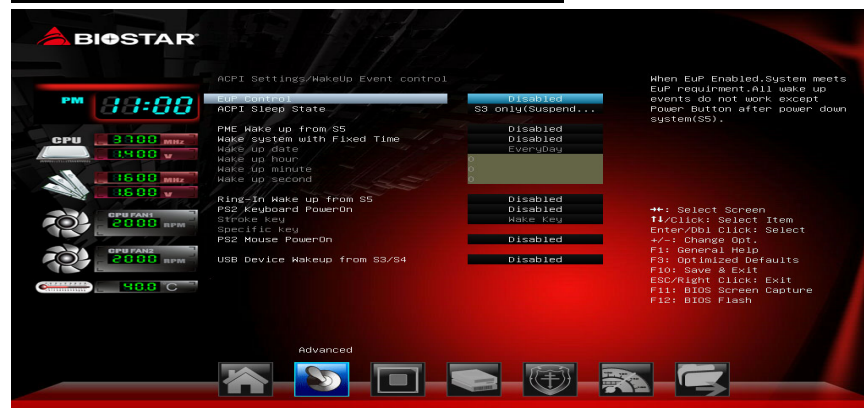 BIOSTAR
ACPI Settings/WakeUp Event control
EuP Control Disabled
ACPI Sleep State S3 only(Suspend...
PME Wake up from S5 Disabled
Wake system with Fixed Time Disabled
Wake up date EveryDay
Wake up hour 0
Wake up minute 0
Wake up second 0
Ring-In Wake up from S5 Disabled
PS2 Keyboard PowerOn Disabled
Stroke key Wake Key
Specific key
PS2 Mouse PowerOn Disabled
USB Device Wakeup from S3/S4 Disabled
When EuP Enabled.System meets
EuP requirment.All wake up
events do not work except
Power Button after power down
system(S5).
→←: Select Screen
↑↓/Click: Select Item
Enter/Dbl Click: Select
+/-: Change Opt.
F1: General Help
F3: Optimized Defaults
F10: Save & Exit
ESC/Right Click: Exit
F11: BIOS Screen Capture
F12: BIOS Flash
PM 11:00
CPU 3700 MHz
1.400 V
1600 MHz
1.600 V
CPU FAN1
2000 RPM
CPU FAN2
2000 RPM
40.0 C
Advanced